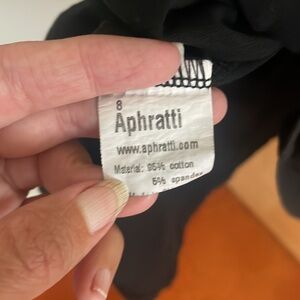 8
Aphratti
www.aphratti.com
Material: 95% cotton
5% spandex